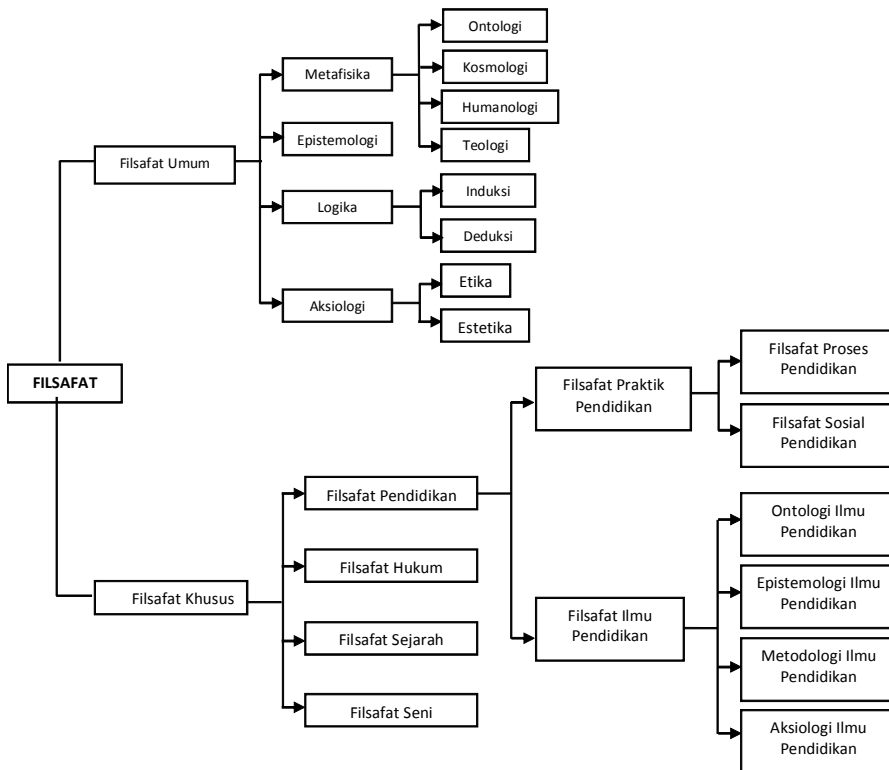 FILSAFAT
Filsafat Umum
Metafisika
Ontologi
Kosmologi
Humanologi
Teologi
Epistemologi
Logika
Induksi
Deduksi
Aksiologi
Etika
Estetika
Filsafat Khusus
Filsafat Pendidikan
Filsafat Praktik
Pendidikan
Filsafat Proses
Pendidikan
Filsafat Sosial
Pendidikan
Filsafat Ilmu
Pendidikan
Ontologi Ilmu
Pendidikan
Epistemologi Ilmu
Pendidikan
Metodologi Ilmu
Pendidikan
Aksiologi Ilmu
Pendidikan
Filsafat Hukum
Filsafat Sejarah
Filsafat Seni